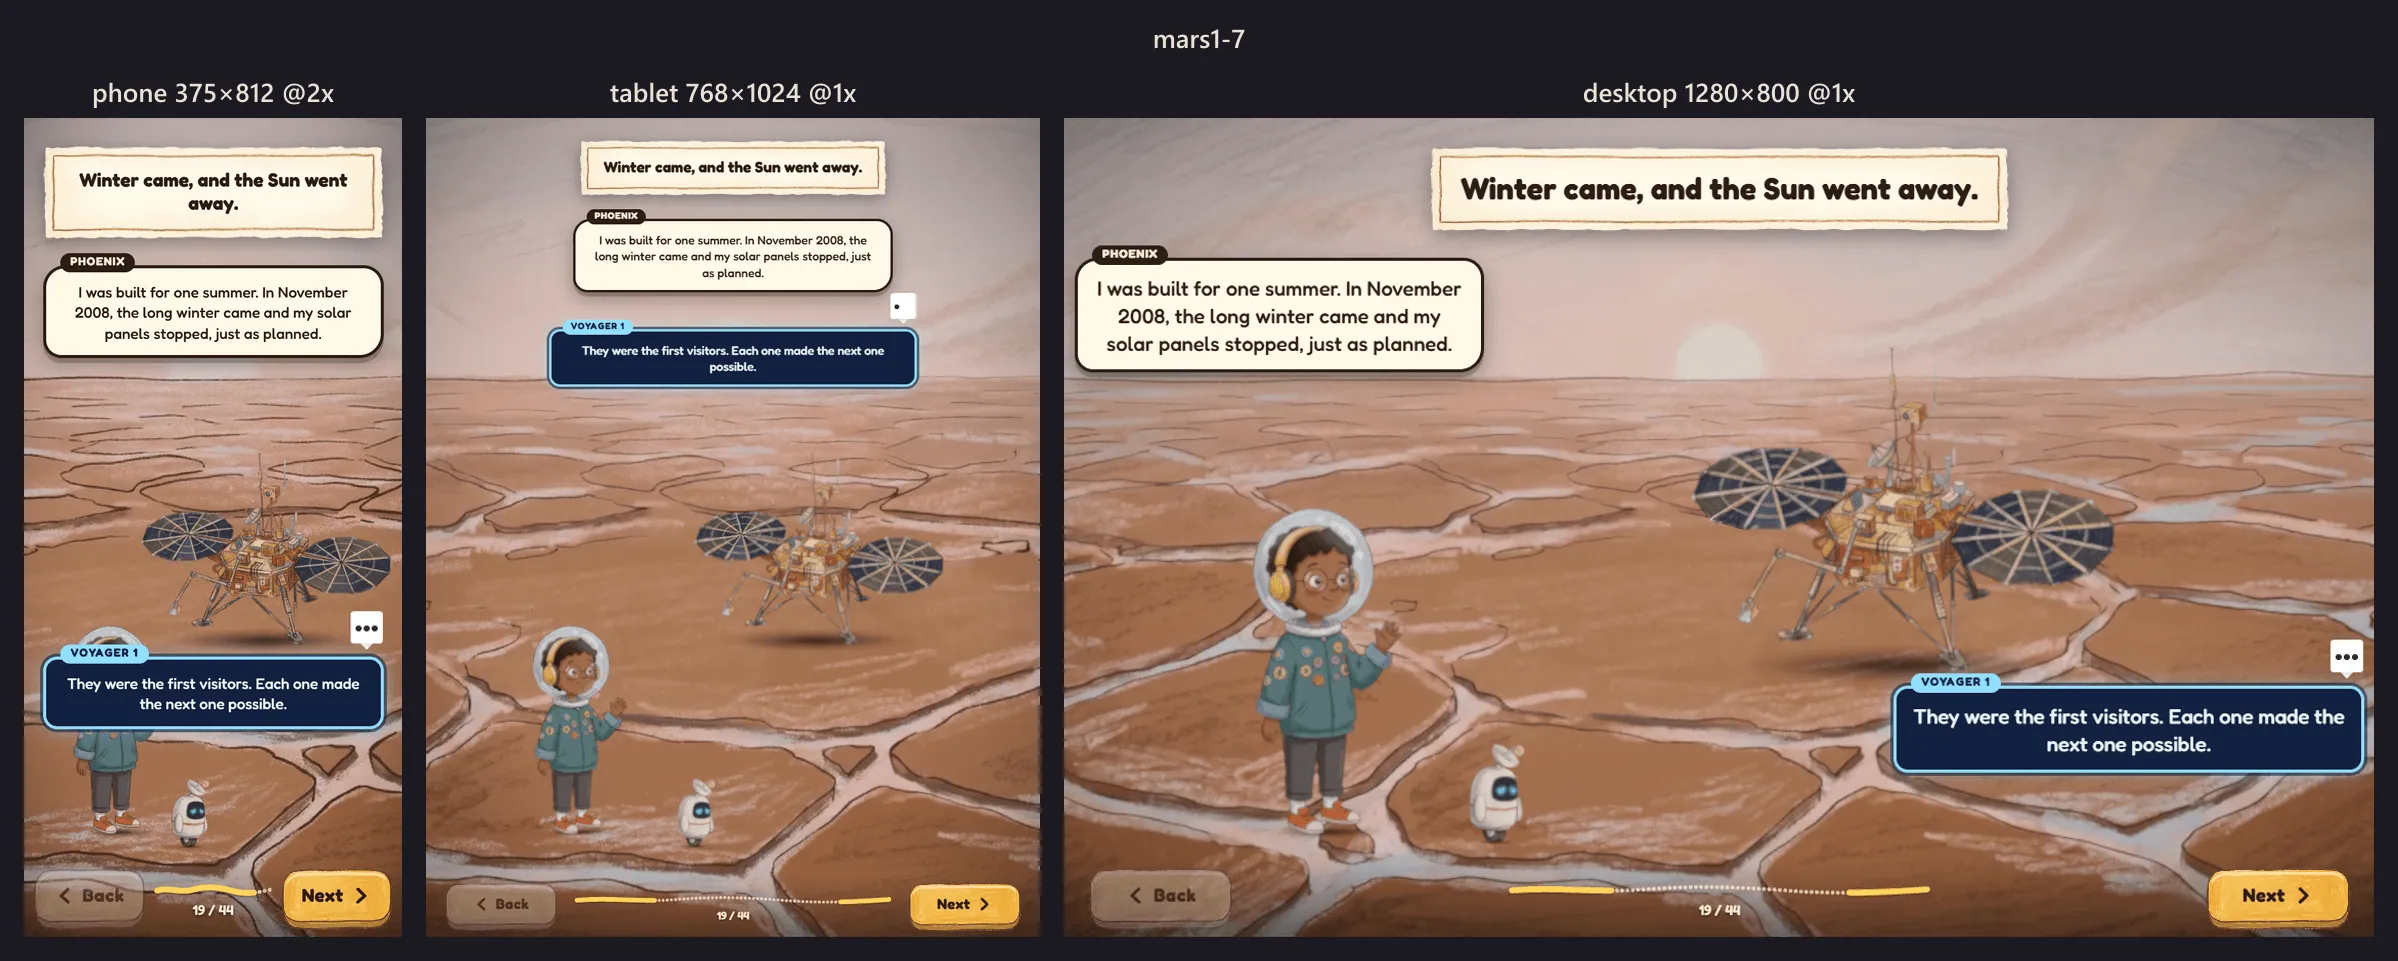 mars1-7
phone 375×812 @2x
Winter came, and the Sun went
away.
PHOENIX
I was built for one summer. In November
2008, the long winter came and my solar
panels stopped, just as planned.
VOYAGER 1
They were the first visitors. Each one made
the next one possible.
Back
19 / 44
Next
tablet 768×1024 @1x
Winter came, and the Sun went away.
PHOENIX
I was built for one summer. In November 2008, the
long winter came and my solar panels stopped, just
as planned.
VOYAGER 1
They were the first visitors. Each one made the next one
possible.
Back
19 / 44
Next
desktop 1280×800 @1x
Winter came, and the Sun went away.
PHOENIX
I was built for one summer. In November
2008, the long winter came and my
solar panels stopped, just as planned.
VOYAGER 1
They were the first visitors. Each one made the
next one possible.
Back
19 / 44
Next